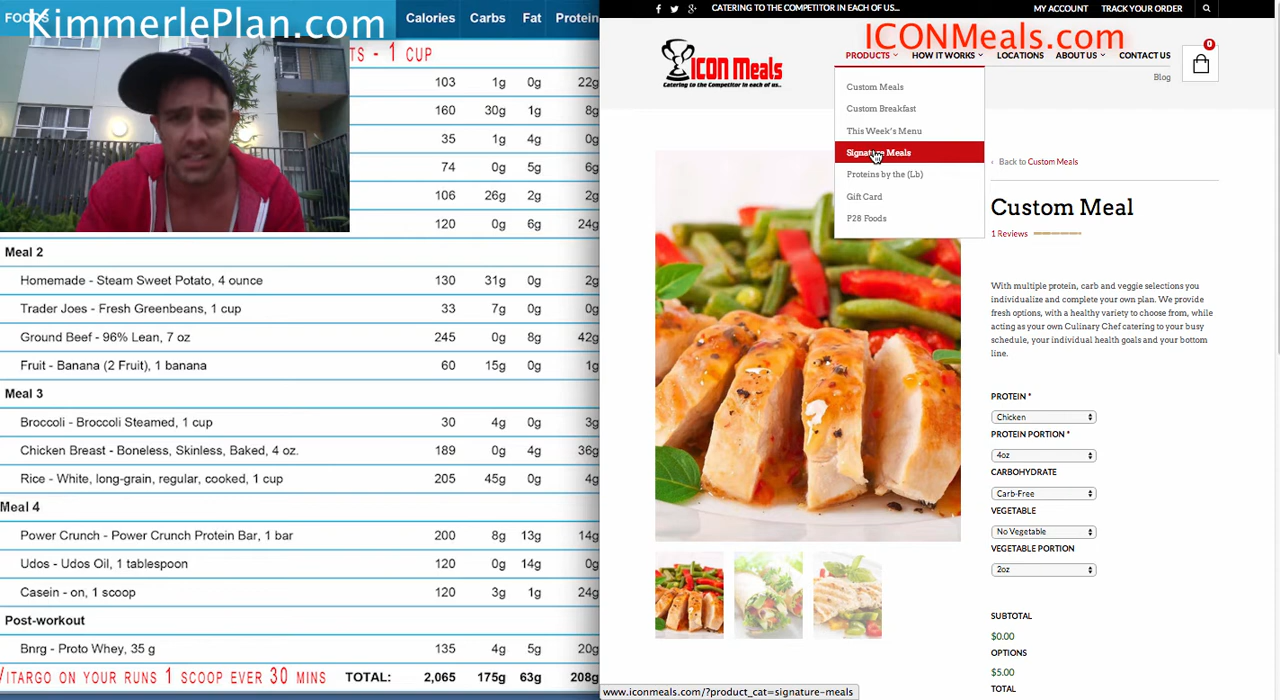 FOODS
KimmerlePlan.com
Calories Carbs Fat Protein
TS - 1 CUP
103 1g 0g 22g
160 30g 1g 8g
35 1g 4g 0g
74 0g 5g 6g
106 26g 2g 2g
120 0g 6g 24g
Meal 2
Homemade - Steam Sweet Potato, 4 ounce 130 31g 0g 2g
Trader Joes - Fresh Greenbeans, 1 cup 33 7g 0g 0g
Ground Beef - 96% Lean, 7 oz 245 0g 8g 42g
Fruit - Banana (2 Fruit), 1 banana 60 15g 0g 1g
Meal 3
Broccoli - Broccoli Steamed, 1 cup 30 4g 0g 3g
Chicken Breast - Boneless, Skinless, Baked, 4 oz. 189 0g 4g 36g
Rice - White, long-grain, regular, cooked, 1 cup 205 45g 0g 4g
Meal 4
Power Crunch - Power Crunch Protein Bar, 1 bar 200 8g 13g 14g
Udos - Udos Oil, 1 tablespoon 120 0g 14g 0g
Casein - on, 1 scoop 120 3g 1g 24g
Post-workout
Bnrg - Proto Whey, 35 g 135 4g 5g 20g
VITARGO ON YOUR RUNS 1 SCOOP EVER 30 MINS TOTAL: 2,065 175g 63g 208g
CATERING TO THE COMPETITOR IN EACH OF US...
MY ACCOUNT TRACK YOUR ORDER
ICONMeals.com
ICON Meals
Catering to the Competitor in Each of Us...
PRODUCTS HOW IT WORKS LOCATIONS ABOUT US CONTACT US
0
Blog
Custom Meals
Custom Breakfast
This Week's Menu
Signature Meals
Proteins by the (Lb)
Gift Card
P28 Foods
‹ Back to Custom Meals
Custom Meal
1 Reviews
With multiple protein, carb and veggie selections you
individualize and complete your own plan. We provide
fresh options, with a healthy variety to choose from, while
acting as your own Culinary Chef catering to your busy
schedule, your individual health goals and your bottom
line.
PROTEIN *
Chicken
PROTEIN PORTION *
4oz
CARBOHYDRATE
Carb-Free
VEGETABLE
No Vegetable
VEGETABLE PORTION
2oz
SUBTOTAL
$0.00
OPTIONS
$5.00
TOTAL
www.iconmeals.com/?product_cat=signature-meals